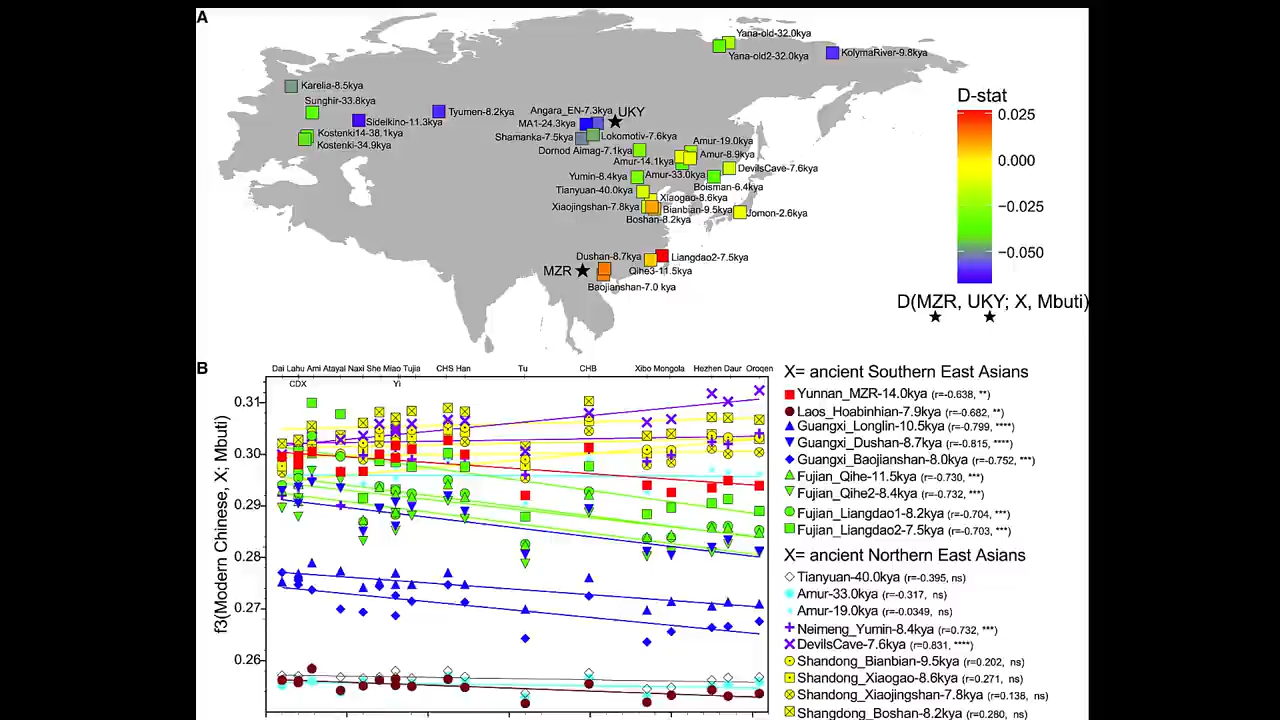 A
Yana-old-32.0kya
Yana-old2-32.0kya
KolymaRiver-9.8kya
Karelia-8.5kya
Sunghir-33.8kya
Sidelkino-11.3kya
Tyumen-8.2kya
Kostenki14-38.1kya
Kostenki-34.9kya
Angara_EN-7.3kya
UKY
MA1-24.3kya
Shamanka-7.5kya
Lokomotiv-7.6kya
Dornod Aimag-7.1kya
Amur-19.0kya
Amur-14.1kya
Amur-8.9kya
DevilsCave-7.6kya
Yumin-8.4kya
Amur-33.0kya
Boisman-6.4kya
Tianyuan-40.0kya
Xiaogao-8.6kya
Xiaojingshan-7.8kya
Bianbian-9.5kya
Boshan-8.2kya
Jomon-2.6kya
Dushan-8.7kya
Liangdao2-7.5kya
MZR
Qihe3-11.5kya
Baojianshan-7.0 kya
D-stat
0.025
0.000
−0.025
−0.050
D(MZR, UKY; X, Mbuti)
B
Dai Lahu Ami Atayal Naxi She Miao Tujia CHS Han Tu CHB Xibo Mongola Hezhen Daur Oroqen
CDX Yi
f3(Modern Chinese, X; Mbuti)
0.31
0.30
0.29
0.28
0.27
0.26
X= ancient Southern East Asians
Yunnan_MZR-14.0kya (r=-0.638, **)
Laos_Hoabinhian-7.9kya (r=-0.682, **)
Guangxi_Longlin-10.5kya (r=-0.799, ****)
Guangxi_Dushan-8.7kya (r=-0.815, ****)
Guangxi_Baojianshan-8.0kya (r=-0.752, ***)
Fujian_Qihe-11.5kya (r=-0.730, ***)
Fujian_Qihe2-8.4kya (r=-0.732, ***)
Fujian_Liangdao1-8.2kya (r=-0.704, ***)
Fujian_Liangdao2-7.5kya (r=-0.703, ***)
X= ancient Northern East Asians
Tianyuan-40.0kya (r=-0.395, ns)
Amur-33.0kya (r=-0.317, ns)
Amur-19.0kya (r=-0.0349, ns)
Neimeng_Yumin-8.4kya (r=0.732, ***)
DevilsCave-7.6kya (r=0.831, ****)
Shandong_Bianbian-9.5kya (r=0.202, ns)
Shandong_Xiaogao-8.6kya (r=0.271, ns)
Shandong_Xiaojingshan-7.8kya (r=0.138, ns)
Shangdong_Boshan-8.2kya (r=0.280, ns)